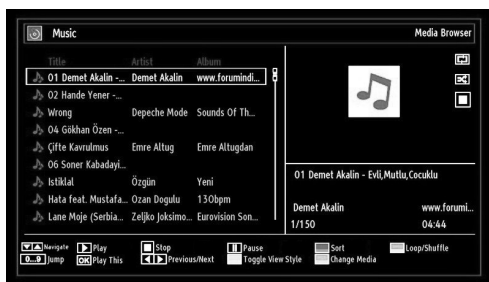 Music Media Browser
Title Artist Album
01 Demet Akalin -... Demet Akalin www.forumindi...
02 Hande Yener -...
Wrong Depeche Mode Sounds Of Th...
04 Gökhan Özen -...
Çifte Kavrulmus Emre Altug Emre Altugdan
06 Soner Kabadayi...
Istiklal Özgün Yeni
Hata feat. Mustafa... Ozan Dogulu 130bpm
Lane Moje (Serbia... Zeljko Joksimo... Eurovision Son...
01 Demet Akalin - Evli,Mutlu,Cocuklu
Demet Akalin www.forumi...
1/150 04:44
Navigate Play Stop Pause Sort Loop/Shuffle
0...9 Jump OK Play This Previous/Next Toggle View Style Change Media